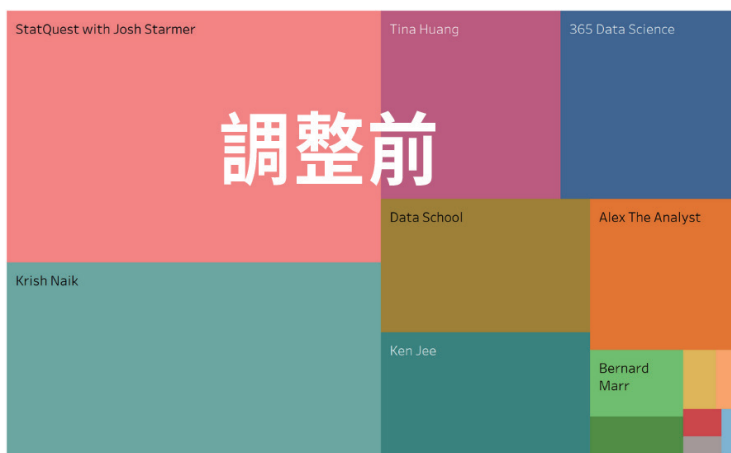 StatQuest with Josh Starmer
Tina Huang
365 Data Science
調整前
Data School
Alex The Analyst
Krish Naik
Ken Jee
Bernard
Marr